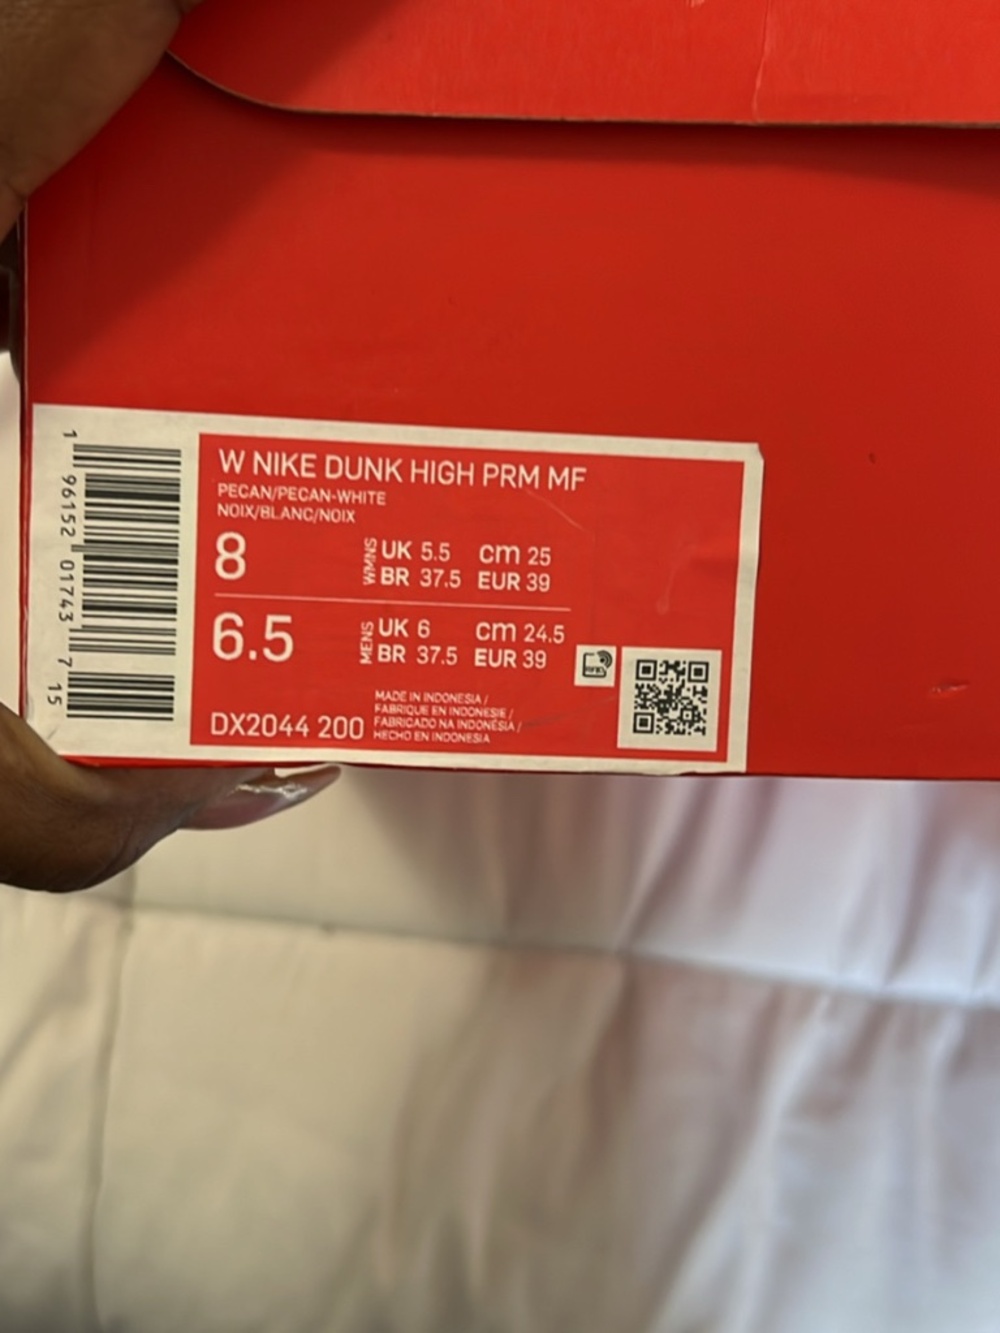 W NIKE DUNK HIGH PRM MF
PECAN/PECAN-WHITE
NOIX/BLANC/NOIX
8
WMNS
UK 5.5 cm 25
BR 37.5 EUR 39
6.5
MENS
UK 6 cm 24.5
BR 37.5 EUR 39
DX2044 200
MADE IN INDONESIA /
FABRIQUE EN INDONESIE /
FABRICADO NA INDONÉSIA /
HECHO EN INDONESIA
1 96152 01743 7 15